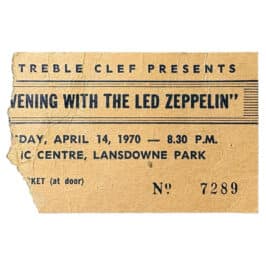 TREBLE CLEF PRESENTS
VENING WITH THE LED ZEPPELIN"
DAY, APRIL 14, 1970 — 8.30 P.M.
IC CENTRE, LANSDOWNE PARK
KET (at door)
No 7289